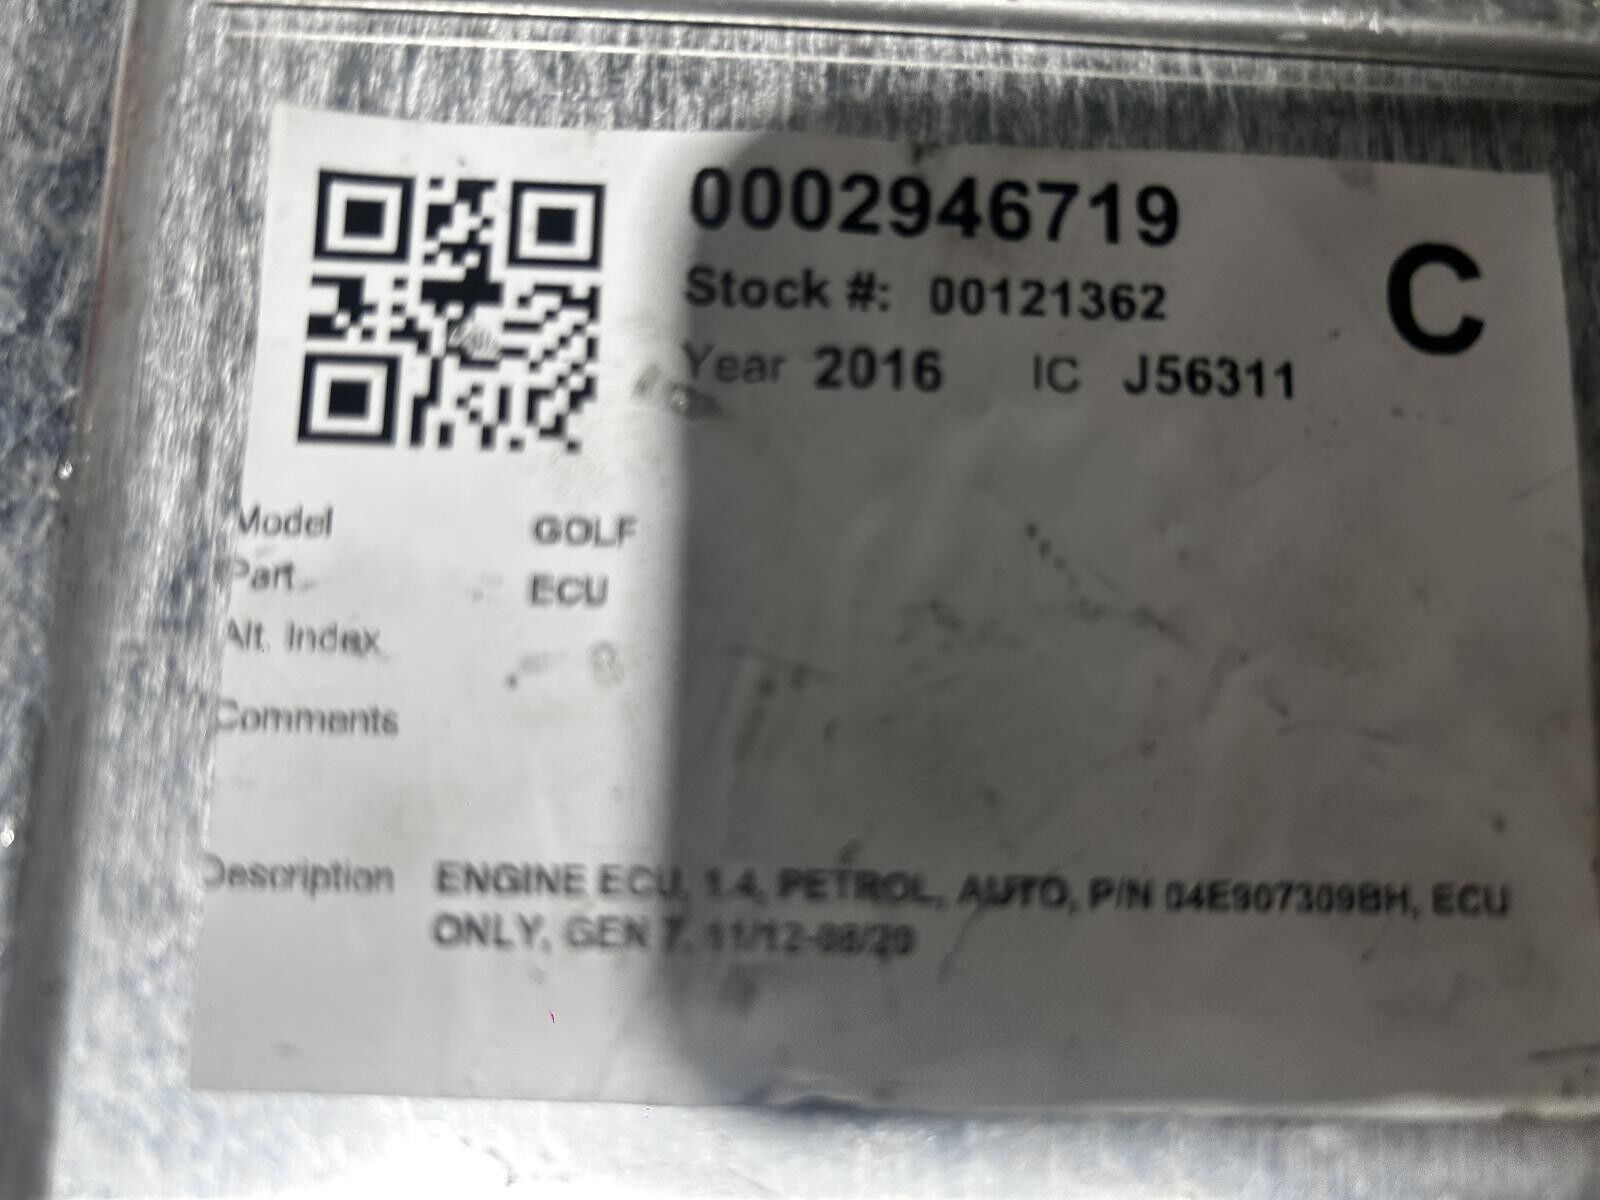 0002946719
Stock #: 00121362
C
Year 2016 IC J56311
Model GOLF
Part ECU
Alt. Index
Comments
Description ENGINE ECU, 1.4, PETROL, AUTO, P/N 04E907309BH, ECU
ONLY, GEN 7, 11/12-08/20